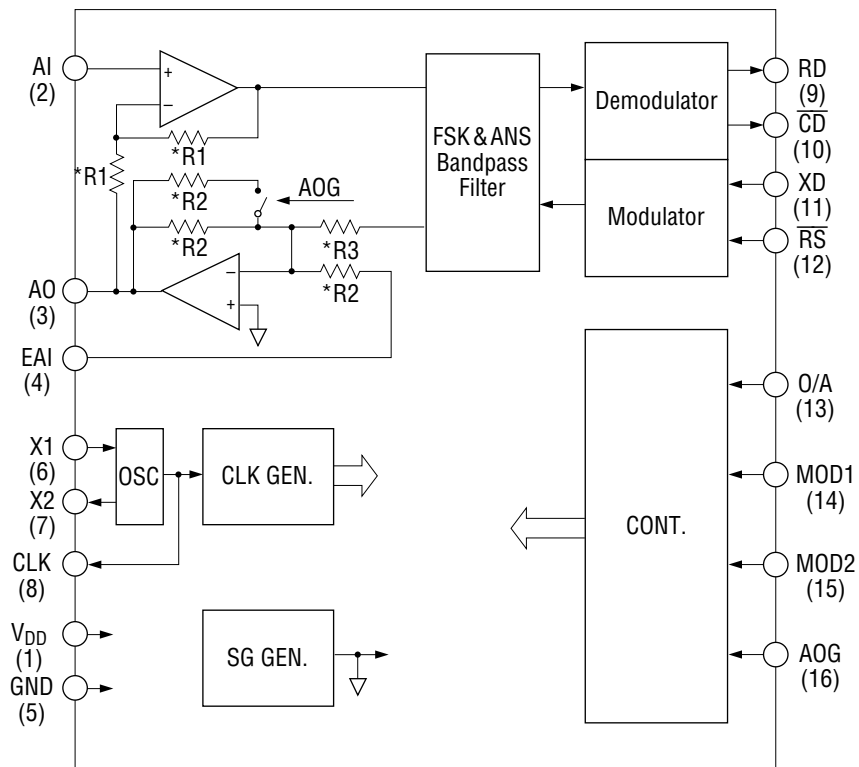 AI
(2)
AO
(3)
EAI
(4)
X1
(6)
X2
(7)
CLK
(8)
VDD
(1)
GND
(5)
+
−
*R1
*R1
*R2
AOG
*R2
*R3
−
*R2
+
OSC
CLK GEN.
SG GEN.
FSK & ANS
Bandpass
Filter
Demodulator
Modulator
CONT.
RD
(9)
CD
(10)
XD
(11)
RS
(12)
O/A
(13)
MOD1
(14)
MOD2
(15)
AOG
(16)